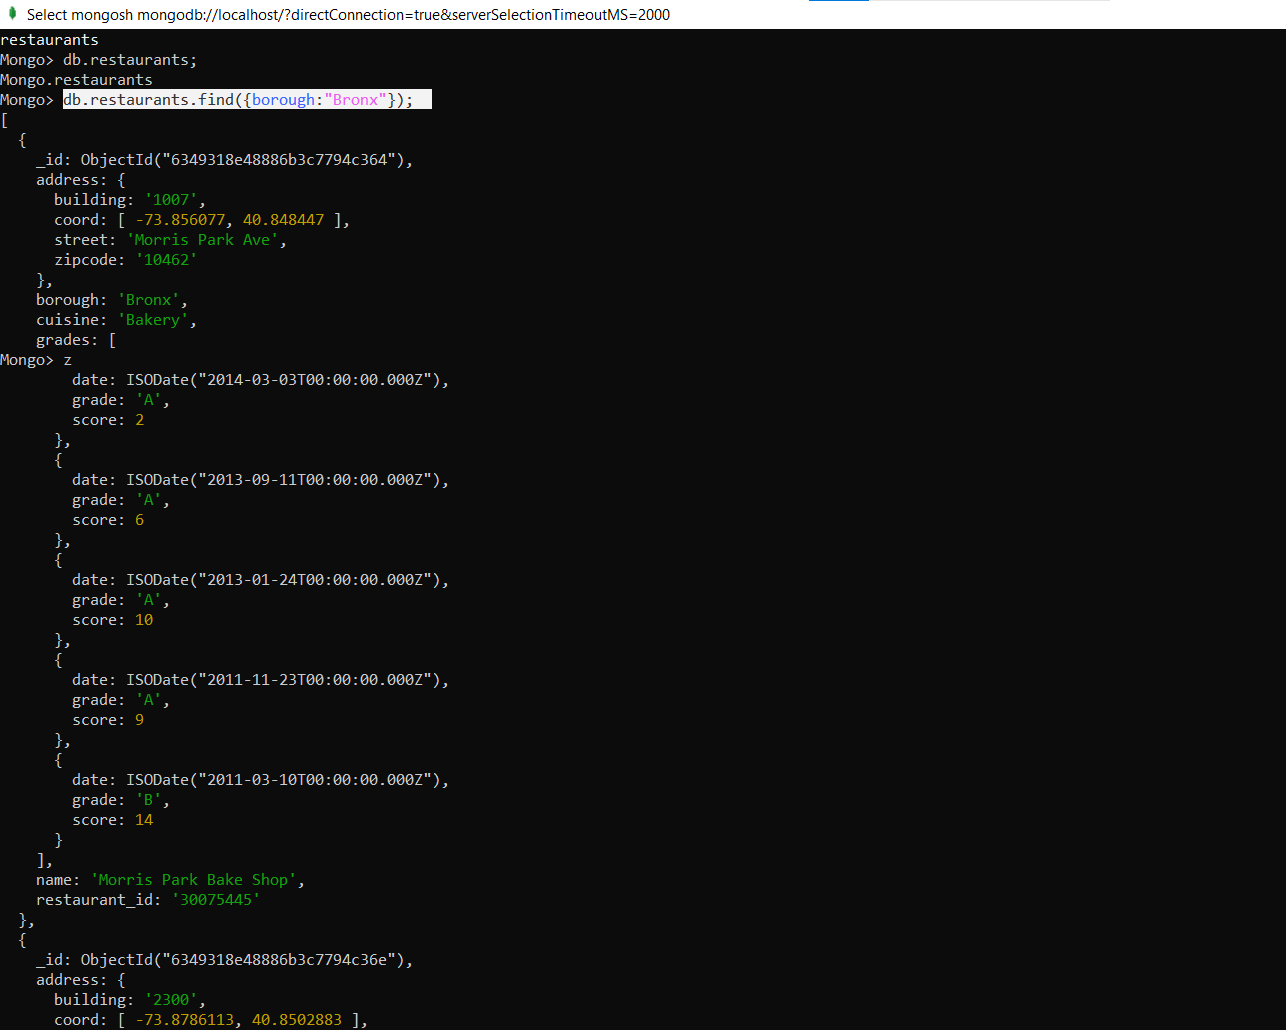 Select mongosh mongodb://localhost/?directConnection=true&serverSelectionTimeoutMS=2000
restaurants
Mongo> db.restaurants;
Mongo.restaurants
Mongo> db.restaurants.find({borough:"Bronx"});
[
  {
    _id: ObjectId("6349318e48886b3c7794c364"),
    address: {
      building: '1007',
      coord: [ -73.856077, 40.848447 ],
      street: 'Morris Park Ave',
      zipcode: '10462'
    },
    borough: 'Bronx',
    cuisine: 'Bakery',
    grades: [
Mongo> z
        date: ISODate("2014-03-03T00:00:00.000Z"),
        grade: 'A',
        score: 2
      },
      {
        date: ISODate("2013-09-11T00:00:00.000Z"),
        grade: 'A',
        score: 6
      },
      {
        date: ISODate("2013-01-24T00:00:00.000Z"),
        grade: 'A',
        score: 10
      },
      {
        date: ISODate("2011-11-23T00:00:00.000Z"),
        grade: 'A',
        score: 9
      },
      {
        date: ISODate("2011-03-10T00:00:00.000Z"),
        grade: 'B',
        score: 14
      }
    ],
    name: 'Morris Park Bake Shop',
    restaurant_id: '30075445'
  },
  {
    _id: ObjectId("6349318e48886b3c7794c36e"),
    address: {
      building: '2300',
      coord: [ -73.8786113, 40.8502883 ],